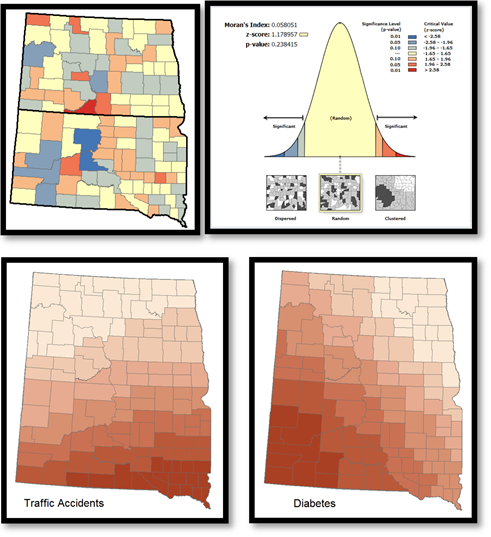 Moran's Index: 0.058051
z-score: 1.178957
p-value: 0.238415
Significance Level
(p-value)
Critical Value
(z-score)
0.01 < -2.58
0.05 -2.58 - -1.96
0.10 -1.96 - -1.65
--- -1.65 - 1.65
0.10 1.65 - 1.96
0.05 1.96 - 2.58
0.01 > 2.58
Significant
(Random)
Significant
Dispersed
Random
Clustered
Traffic Accidents
Diabetes